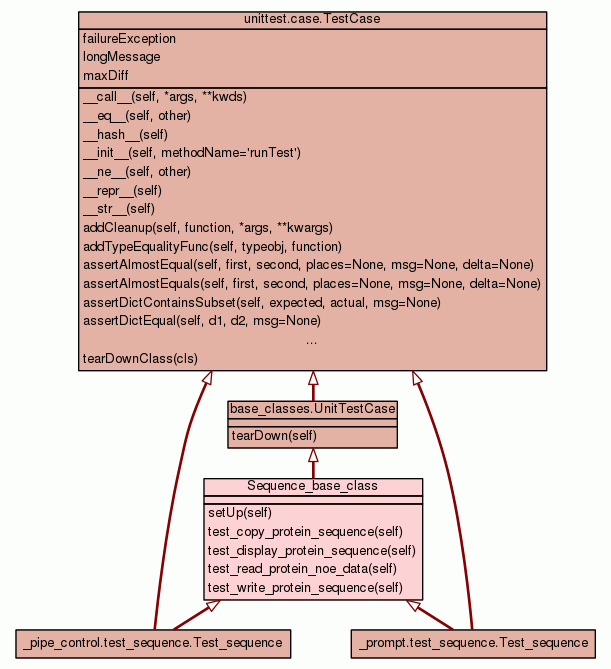 unittest.case.TestCase
failureException
longMessage
maxDiff
__call__(self, *args, **kwds)
__eq__(self, other)
__hash__(self)
__init__(self, methodName='runTest')
__ne__(self, other)
__repr__(self)
__str__(self)
addCleanup(self, function, *args, **kwargs)
addTypeEqualityFunc(self, typeobj, function)
assertAlmostEqual(self, first, second, places=None, msg=None, delta=None)
assertAlmostEquals(self, first, second, places=None, msg=None, delta=None)
assertDictContainsSubset(self, expected, actual, msg=None)
assertDictEqual(self, d1, d2, msg=None)
...
tearDownClass(cls)
base_classes.UnitTestCase
tearDown(self)
Sequence_base_class
setUp(self)
test_copy_protein_sequence(self)
test_display_protein_sequence(self)
test_read_protein_noe_data(self)
test_write_protein_sequence(self)
_pipe_control.test_sequence.Test_sequence
_prompt.test_sequence.Test_sequence